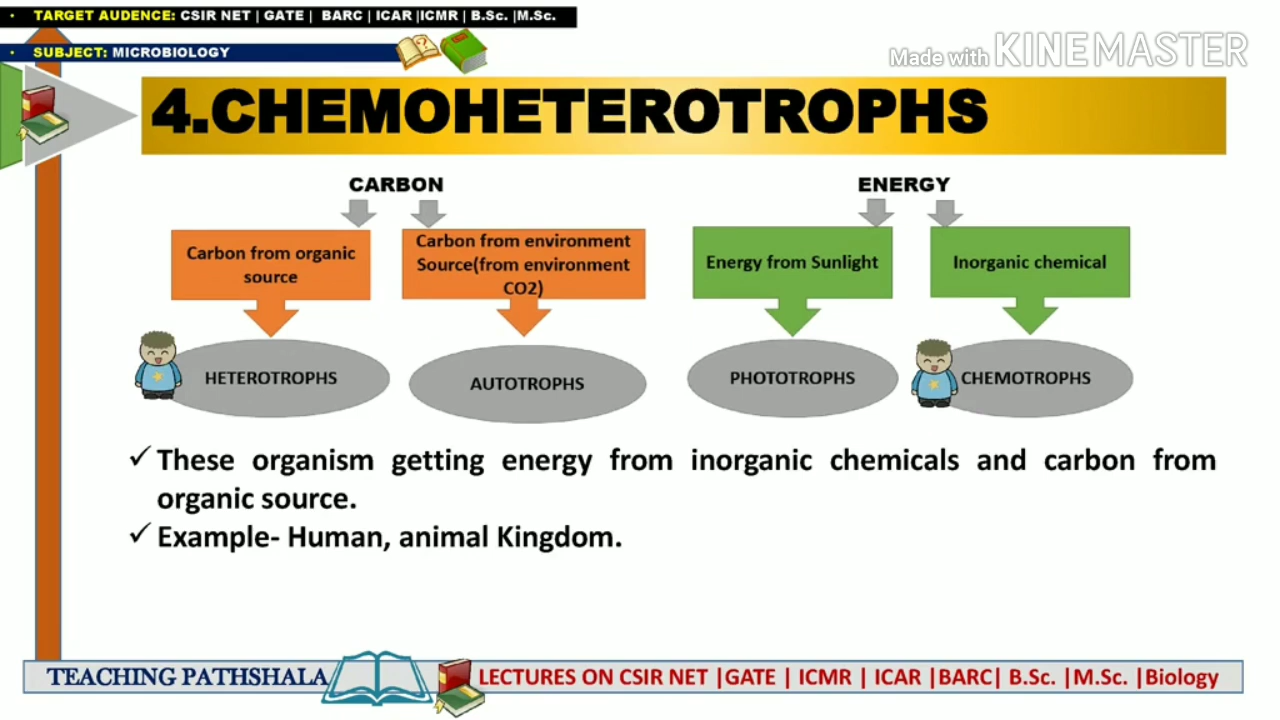 • TARGET AUDENCE: CSIR NET | GATE | BARC | ICAR |ICMR | B.Sc. |M.Sc.
• SUBJECT: MICROBIOLOGY
Made with KINEMASTER
4.CHEMOHETEROTROPHS
CARBON
ENERGY
Carbon from organic
source
Carbon from environment
Source(from environment
CO2)
Energy from Sunlight
Inorganic chemical
HETEROTROPHS
AUTOTROPHS
PHOTOTROPHS
CHEMOTROPHS
✓ These organism getting energy from inorganic chemicals and carbon from
organic source.
✓ Example- Human, animal Kingdom.
TEACHING PATHSHALA
LECTURES ON CSIR NET |GATE | ICMR | ICAR |BARC| B.Sc. |M.Sc. |Biology